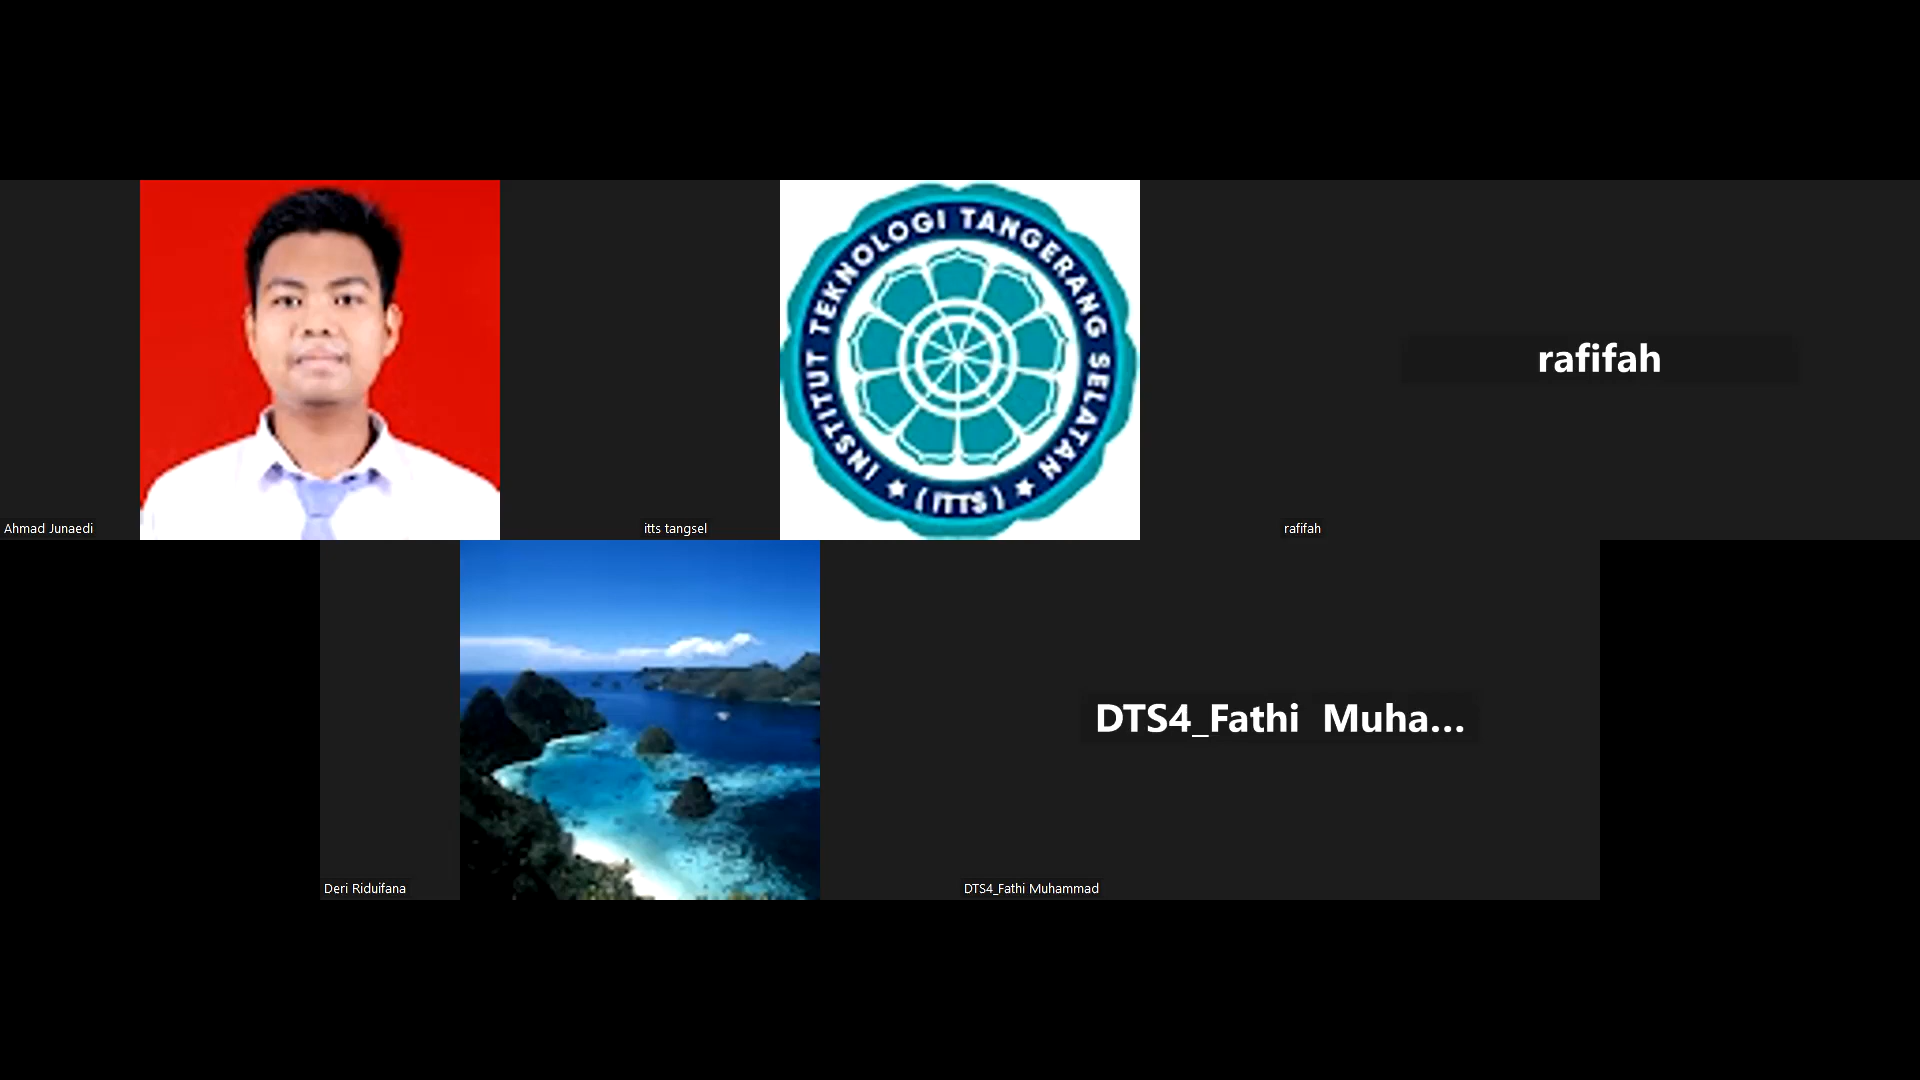 INSTITUT TEKNOLOGI TANGERANG SELATAN
( ITTS )
rafifah
Ahmad Junaedi
itts tangsel
rafifah
DTS4_Fathi Muha...
Deri Riduifana
DTS4_Fathi Muhammad